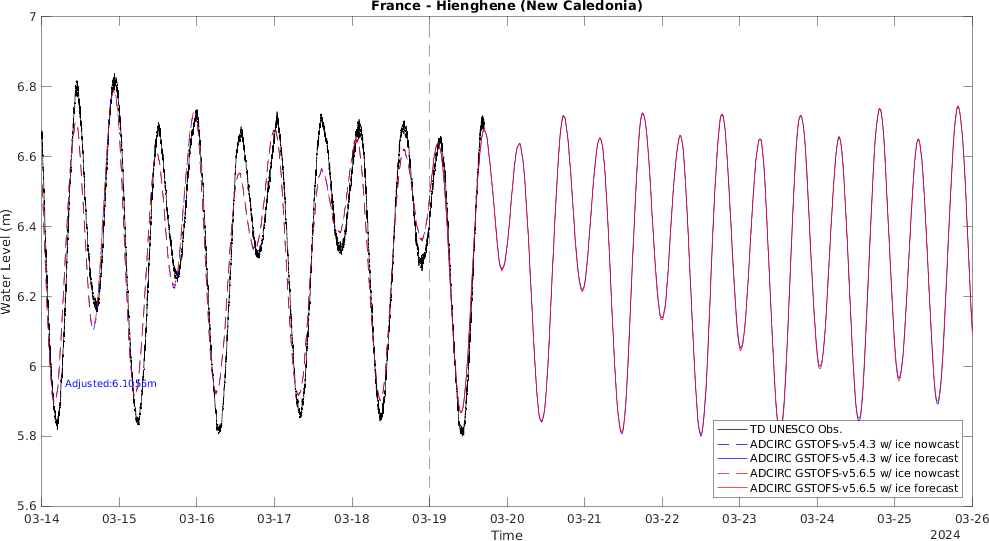 France - Hienghene (New Caledonia)
7
6.8
6.6
6.4
6.2
6
5.8
5.6
Water Level (m)
03-14
03-15
03-16
03-17
03-18
03-19
03-20
03-21
03-22
03-23
03-24
03-25
03-26
Time
2024
TD UNESCO Obs.
ADCIRC GSTOFS-v5.4.3 w/ ice nowcast
ADCIRC GSTOFS-v5.4.3 w/ ice forecast
ADCIRC GSTOFS-v5.6.5 w/ ice nowcast
ADCIRC GSTOFS-v5.6.5 w/ ice forecast